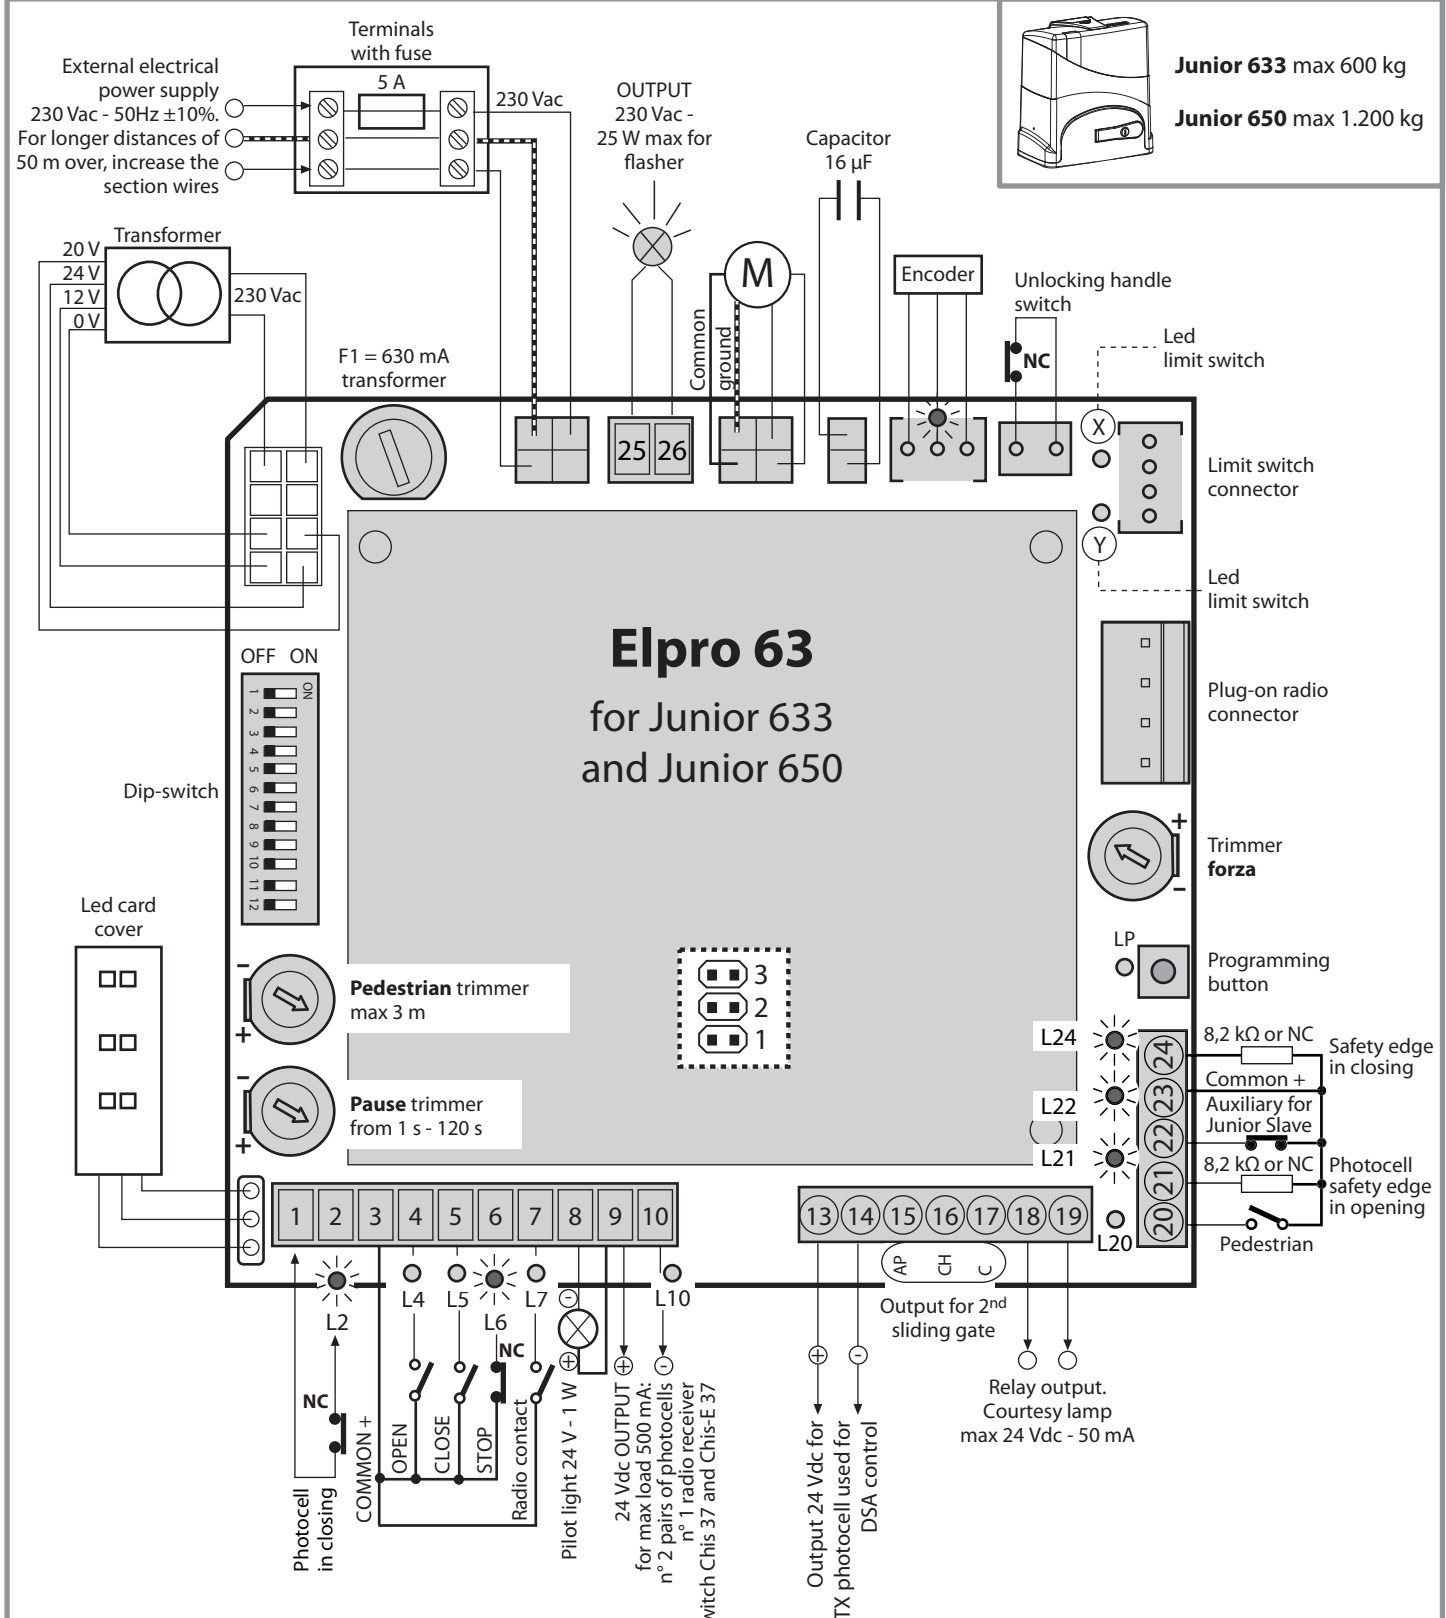 Terminals
with fuse
External electrical
power supply
230 Vac - 50Hz ±10%.
For longer distances of
50 m over, increase the
section wires
5 A
230 Vac
OUTPUT
230 Vac -
25 W max for
flasher
Capacitor
16 µF
Junior 633 max 600 kg
Junior 650 max 1.200 kg
Transformer
20 V
24 V
12 V
0 V
230 Vac
F1 = 630 mA
transformer
M
Common
ground
Encoder
Unlocking handle
switch
NC
Led
limit switch
X
25 26
Limit switch
connector
Y
Led
limit switch
Elpro 63
for Junior 633
and Junior 650
OFF ON
ON
1
2
3
4
5
6
7
8
9
10
11
12
Dip-switch
Plug-on radio
connector
+
-
Trimmer
forza
Led card
cover
LP
Programming
button
-
+
Pedestrian trimmer
max 3 m
3
2
1
-
+
Pause trimmer
from 1 s - 120 s
L24
L22
L21
L20
24
23
22
21
20
8,2 kΩ or NC
Safety edge
in closing
Common +
Auxiliary for
Junior Slave
8,2 kΩ or NC
Photocell
safety edge
in opening
Pedestrian
1 2 3 4 5 6 7 8 9 10
13 14 15 16 17 18 19
AP CH C
L2
L4
L5
L6
L7
L10
NC
NC
- + + -
+ -
Output for 2nd
sliding gate
Relay output.
Courtesy lamp
max 24 Vdc - 50 mA
Photocell
in closing
COMMON +
OPEN
CLOSE
STOP
Radio contact
Pilot light 24 V - 1 W
24 Vdc OUTPUT
for max load 500 mA:
n° 2 pairs of photocells
n° 1 radio receiver
Chis 37 and Chis-E 37
Output 24 Vdc for
TX photocell used for
DSA control